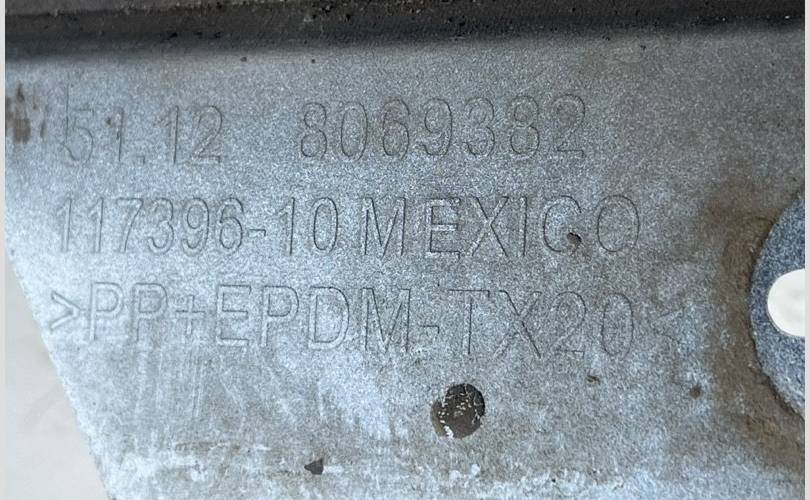 51.12 8069382
117396-10 MEXICO
>PP+EPDM-TX20<